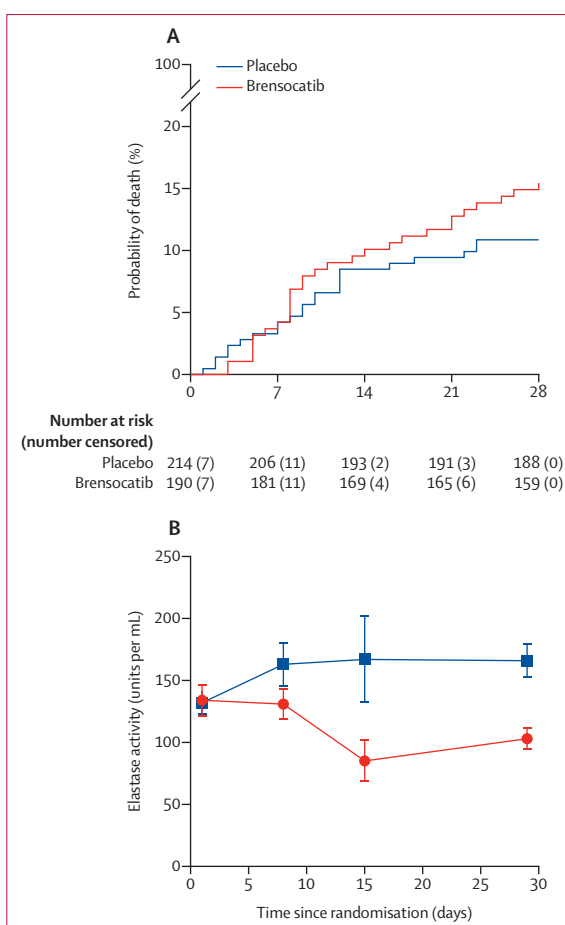 A
100
Placebo
Brensocatib
20
15
10
5
0
Probability of death (%)
0 7 14 21 28
Number at risk
(number censored)
Placebo 214 (7) 206 (11) 193 (2) 191 (3) 188 (0)
Brensocatib 190 (7) 181 (11) 169 (4) 165 (6) 159 (0)
B
250
200
150
100
50
0
Elastase activity (units per mL)
0 5 10 15 20 25 30
Time since randomisation (days)